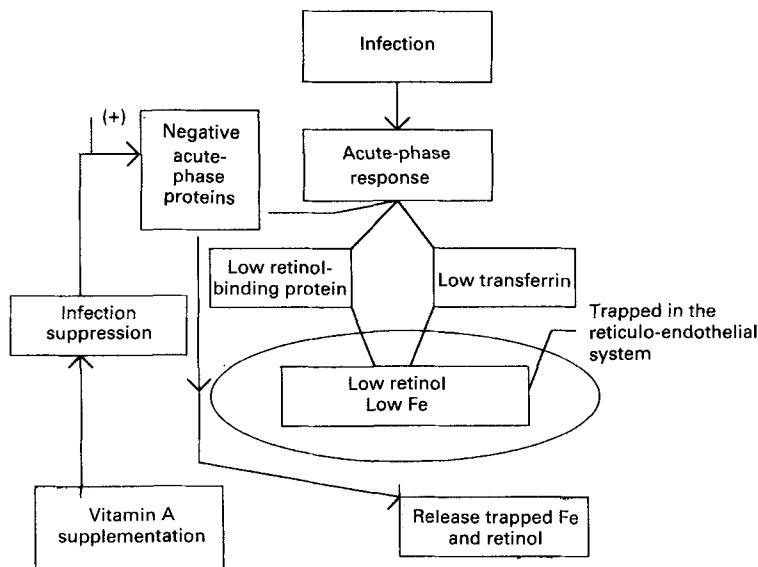 Infection
(+)
Negative
acute-
phase
proteins
Acute-phase
response
Low retinol-
binding protein
Low transferrin
Trapped in the
reticulo-endothelial
system
Infection
suppression
Low retinol
Low Fe
Vitamin A
supplementation
Release trapped Fe
and retinol